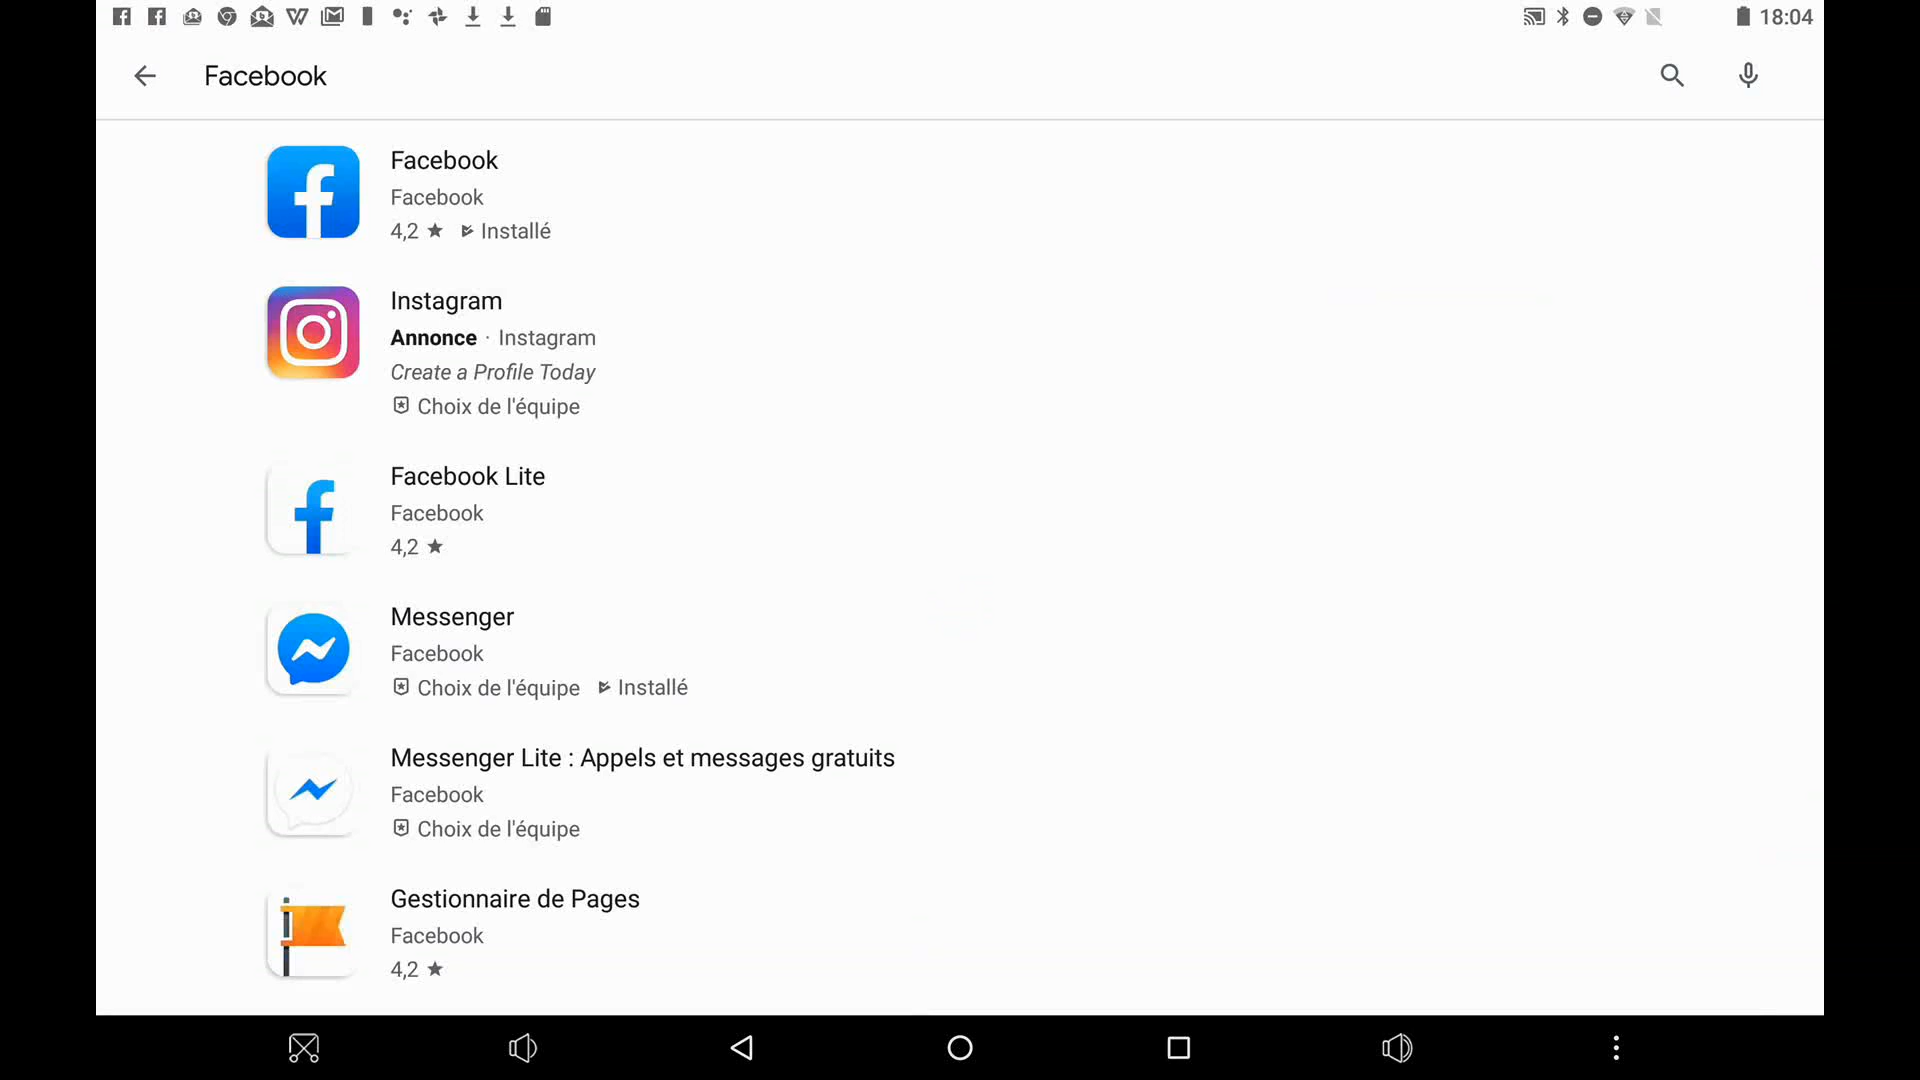 18:04
Facebook
Facebook
Facebook
4,2 ★ Installé
Instagram
Annonce · Instagram
Create a Profile Today
Choix de l'équipe
Facebook Lite
Facebook
4,2 ★
Messenger
Facebook
Choix de l'équipe Installé
Messenger Lite : Appels et messages gratuits
Facebook
Choix de l'équipe
Gestionnaire de Pages
Facebook
4,2 ★